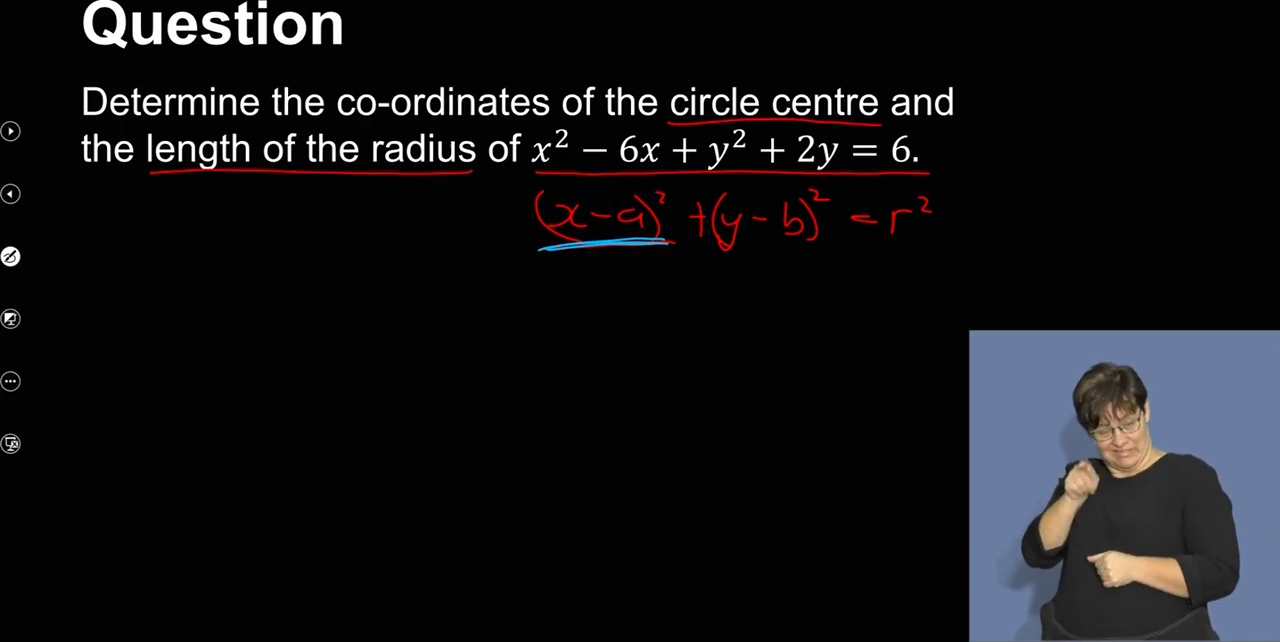 Question
Determine the co-ordinates of the circle centre and
the length of the radius of x² − 6x + y² + 2y = 6.
(x-a)² + (y-b)² = r²